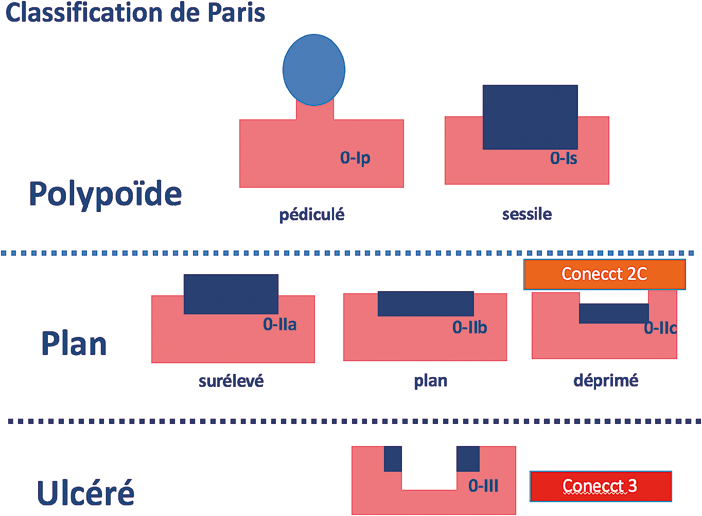 Classification de Paris
0-Ip
0-Is
Polypoïde
pédiculé
sessile
Conecct 2C
0-IIa
0-IIb
0-IIc
Plan
surélevé
plan
déprimé
Ulcéré
0-III
Conecct 3